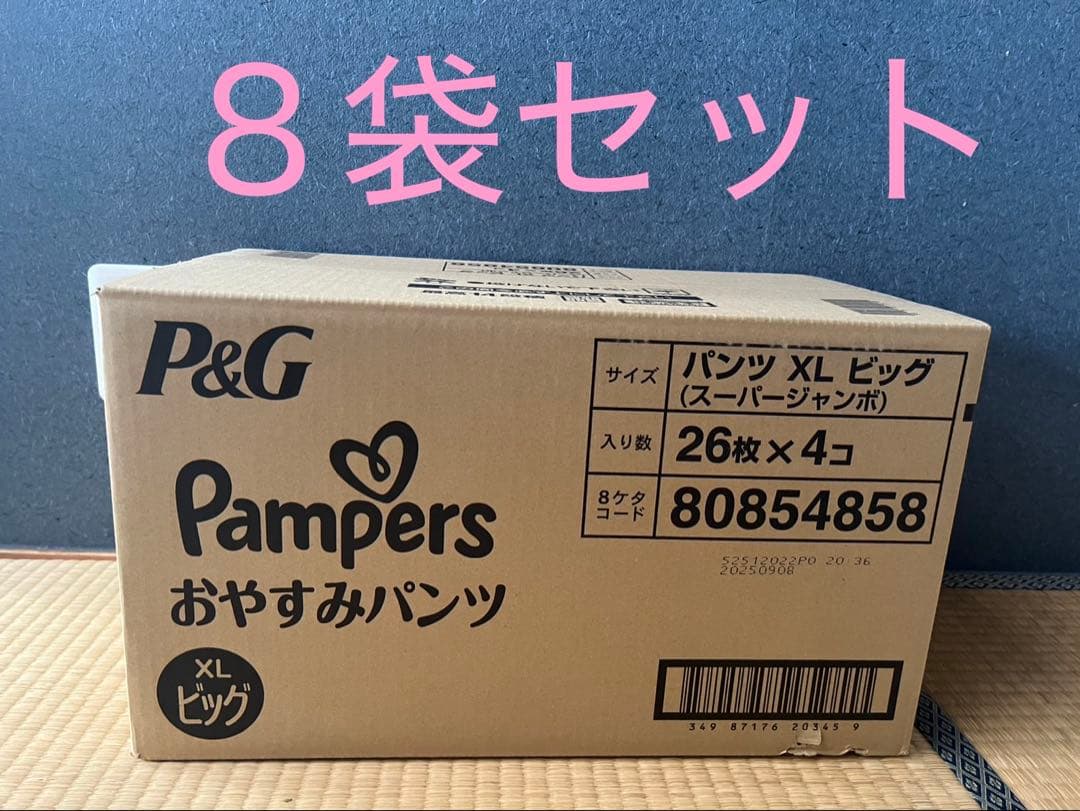 8袋セット
P&G
Pampers
おやすみパンツ
XL
ビッグ
サイズ
パンツ XL ビッグ
(スーパージャンボ)
入り数
26枚×4コ
8ケタ
コード
80854858
52512022P0 20:36
20250908
349 87176 20345 9